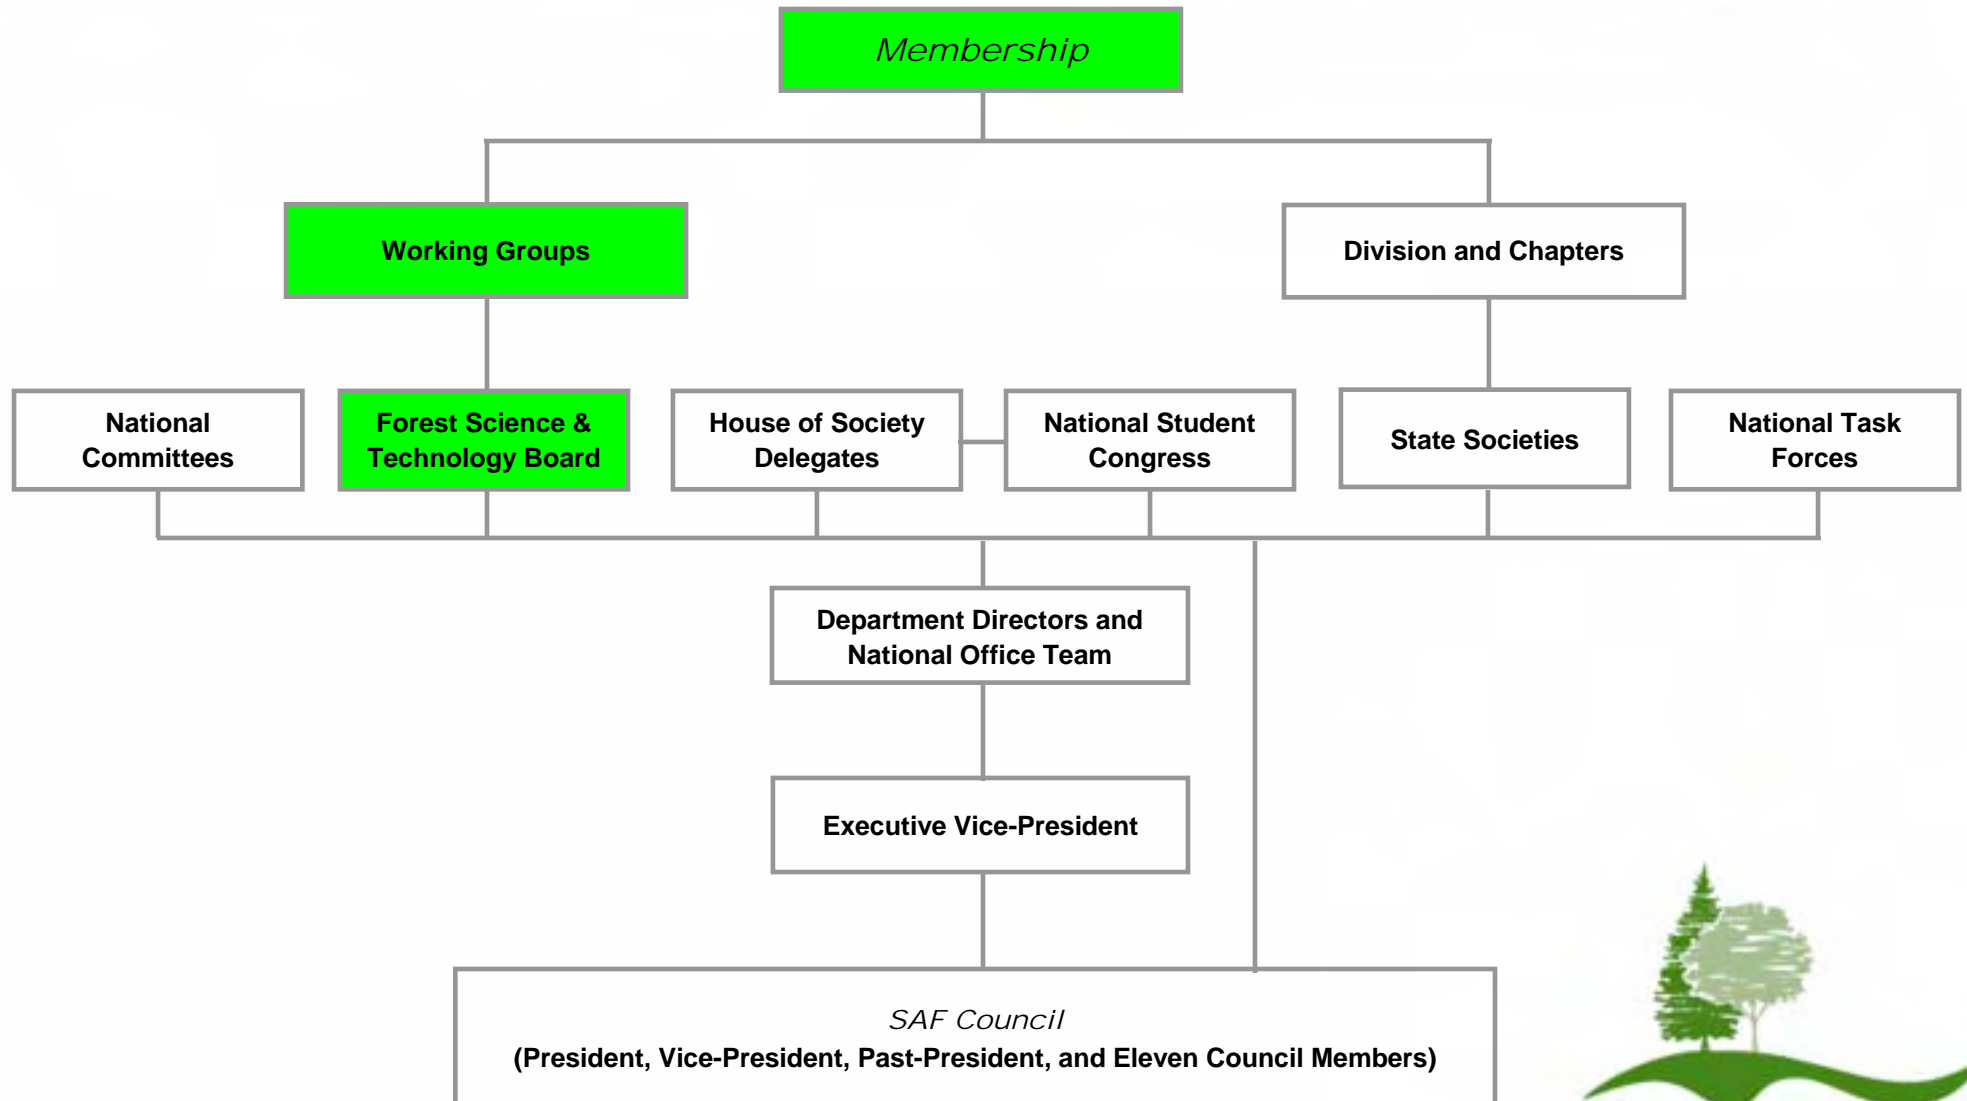 Membership
Working Groups
Division and Chapters
National
Committees
Forest Science &
Technology Board
House of Society
Delegates
National Student
Congress
State Societies
National Task
Forces
Department Directors and
National Office Team
Executive Vice-President
SAF Council
(President, Vice-President, Past-President, and Eleven Council Members)